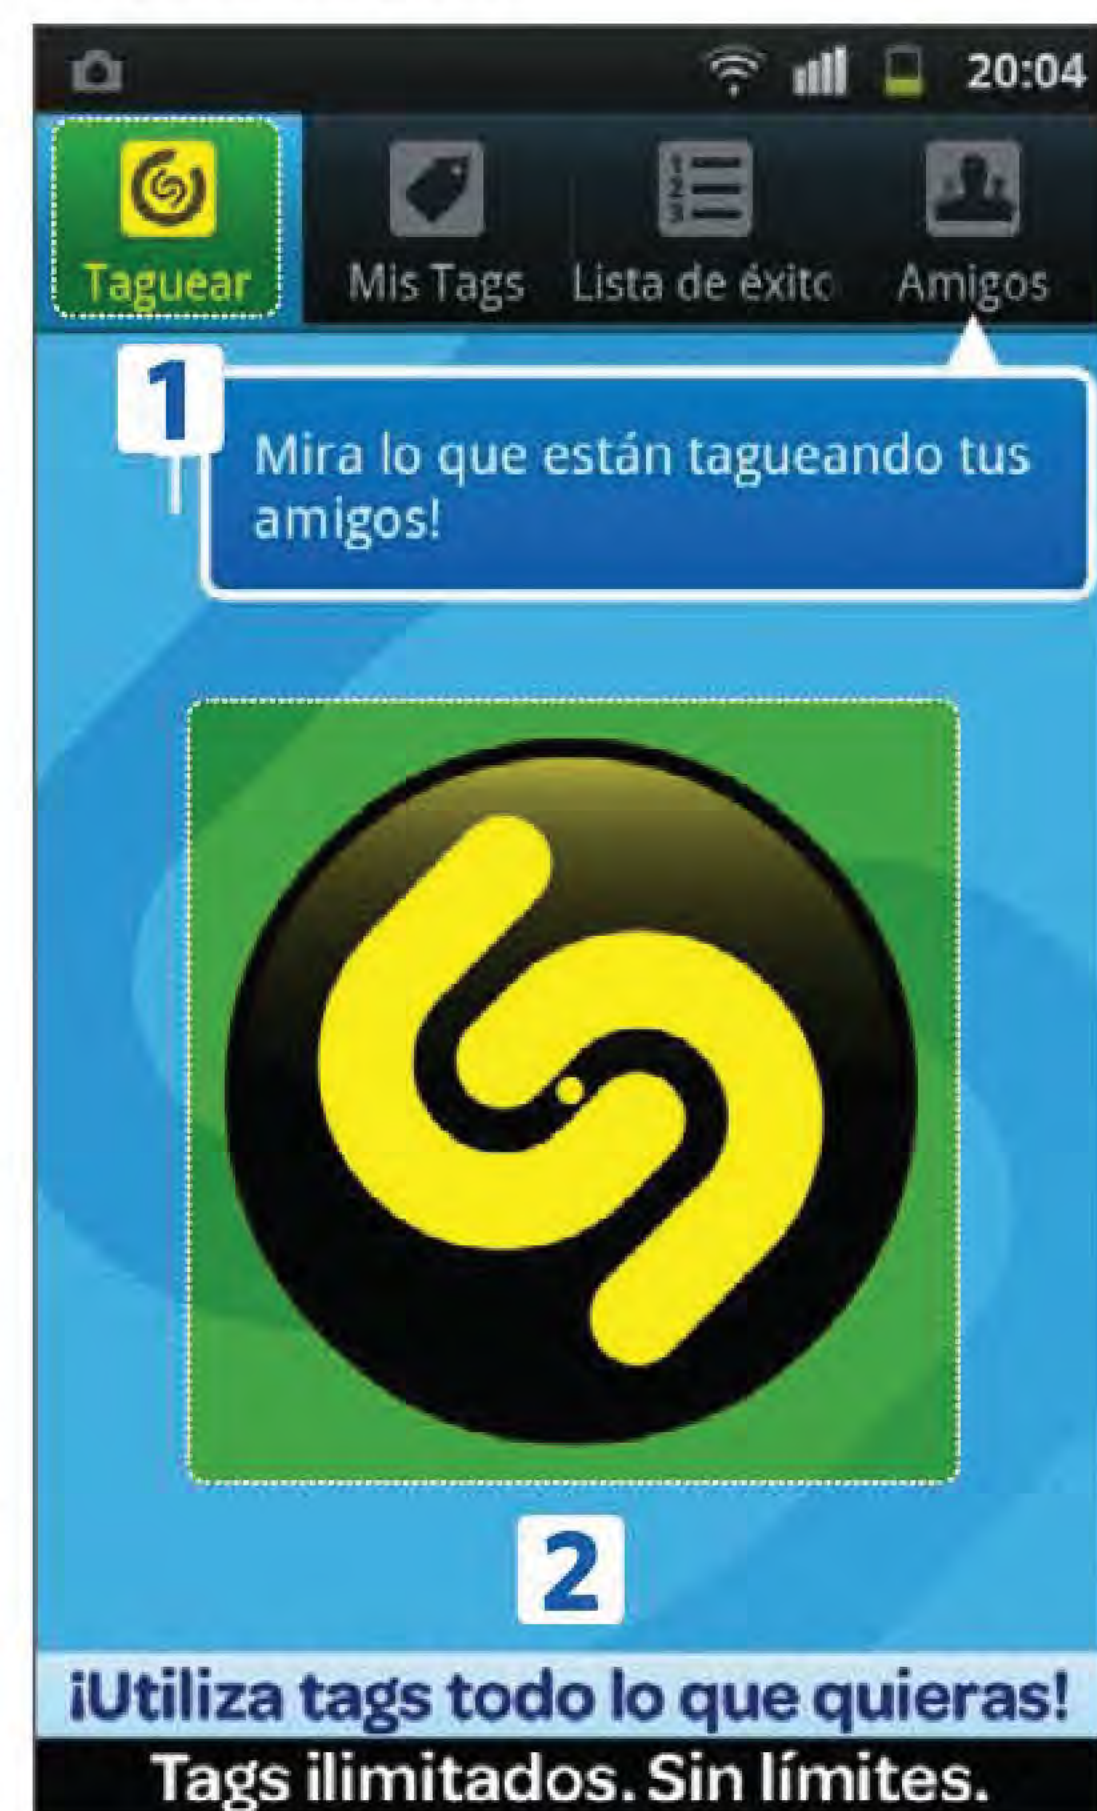 20:04
Taguear
Mis Tags
Lista de éxito
Amigos
1
Mira lo que están tagueando tus
amigos!
2
¡Utiliza tags todo lo que quieras!
Tags ilimitados. Sin límites.